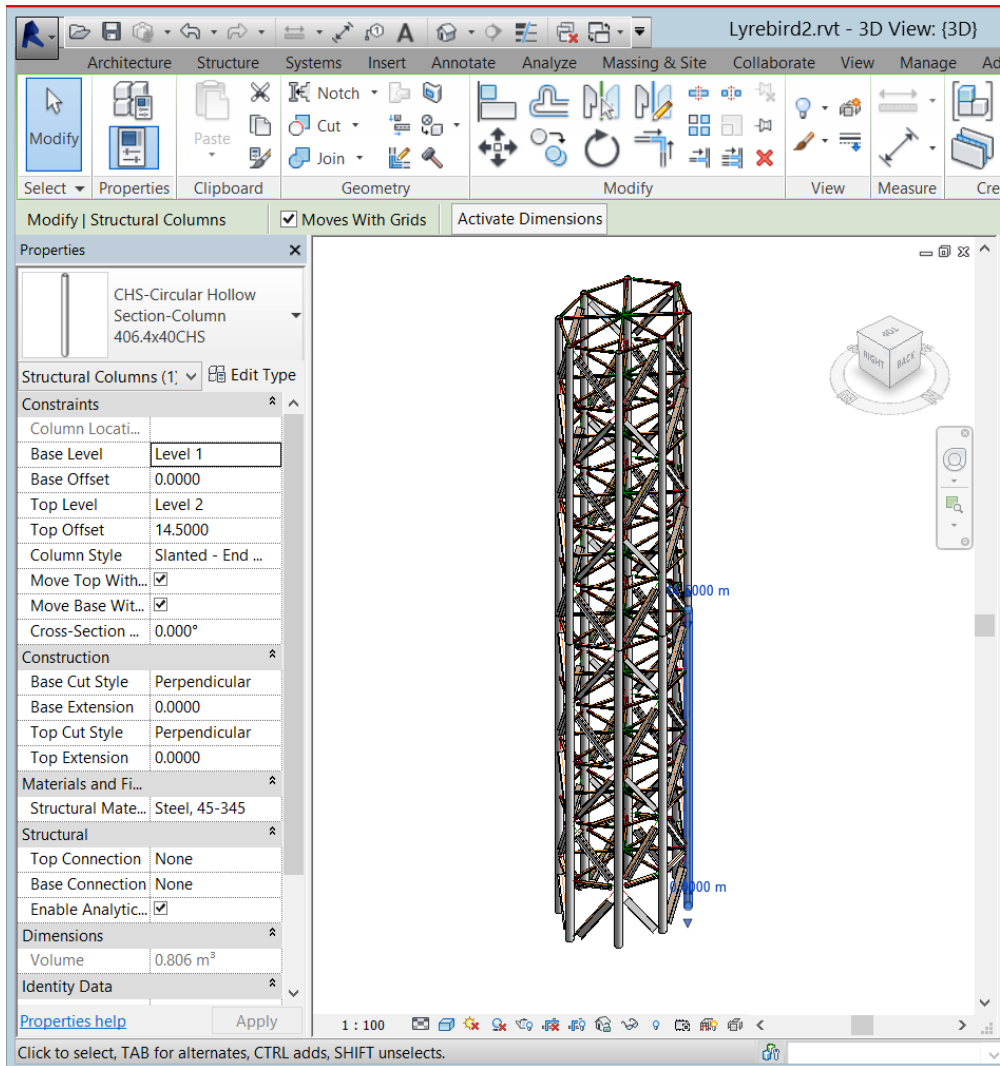 Lyrebird2.rvt - 3D View: {3D}
Architecture Structure Systems Insert Annotate Analyze Massing & Site Collaborate View Manage Ad
Modify
Paste
Notch
Cut
Join
Select Properties Clipboard Geometry Modify View Measure Cre
Modify | Structural Columns Moves With Grids Activate Dimensions
Properties
CHS-Circular Hollow
Section-Column
406.4x40CHS
Structural Columns (1) Edit Type
Constraints
Column Locati...
Base Level Level 1
Base Offset 0.0000
Top Level Level 2
Top Offset 14.5000
Column Style Slanted - End ...
Move Top With...
Move Base Wit...
Cross-Section ... 0.000°
Construction
Base Cut Style Perpendicular
Base Extension 0.0000
Top Cut Style Perpendicular
Top Extension 0.0000
Materials and Fi...
Structural Mate... Steel, 45-345
Structural
Top Connection None
Base Connection None
Enable Analytic...
Dimensions
Volume 0.806 m³
Identity Data
Properties help Apply
TOP
RIGHT BACK
m
m
1 : 100
Click to select, TAB for alternates, CTRL adds, SHIFT unselects.